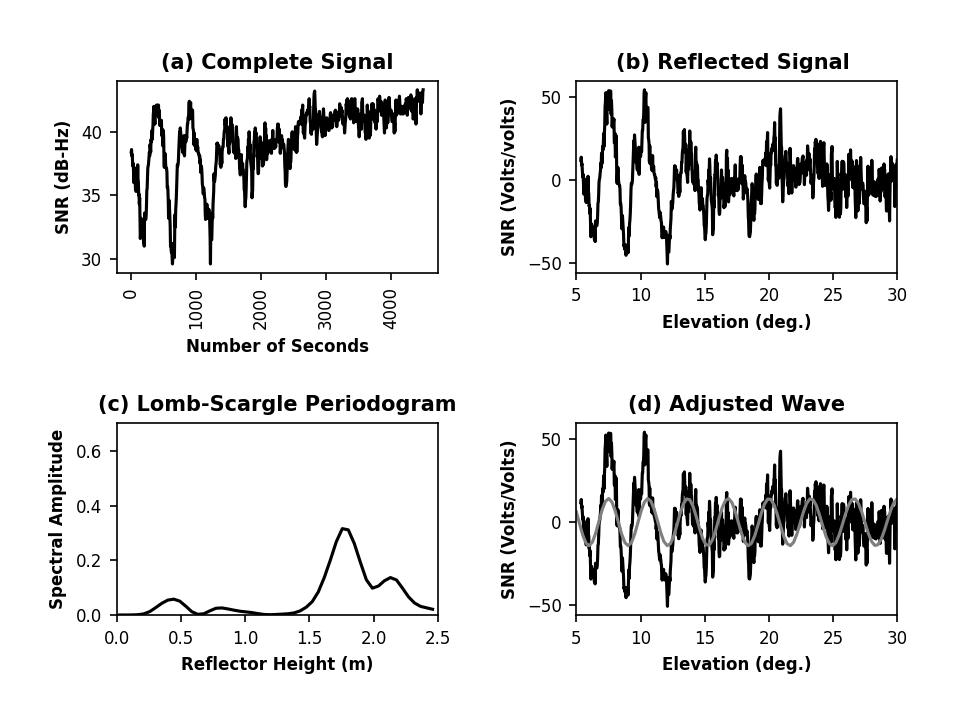 (a) Complete Signal
SNR (dB-Hz)
40
35
30
0
1000
2000
3000
4000
Number of Seconds
(b) Reflected Signal
SNR (Volts/volts)
50
0
−50
5 10 15 20 25 30
Elevation (deg.)
(c) Lomb-Scargle Periodogram
Spectral Amplitude
0.6
0.4
0.2
0.0
0.0 0.5 1.0 1.5 2.0 2.5
Reflector Height (m)
(d) Adjusted Wave
SNR (Volts/Volts)
50
0
−50
5 10 15 20 25 30
Elevation (deg.)